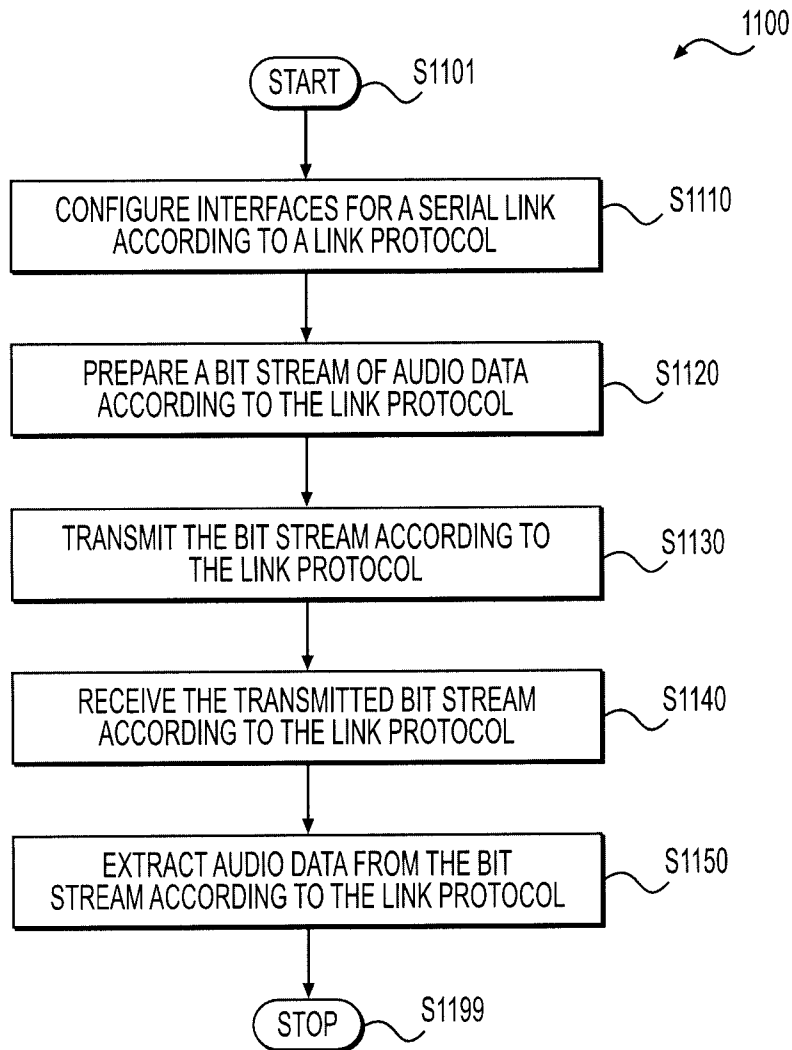 1100
START
S1101
CONFIGURE INTERFACES FOR A SERIAL LINK
ACCORDING TO A LINK PROTOCOL
S1110
PREPARE A BIT STREAM OF AUDIO DATA
ACCORDING TO THE LINK PROTOCOL
S1120
TRANSMIT THE BIT STREAM ACCORDING TO
THE LINK PROTOCOL
S1130
RECEIVE THE TRANSMITTED BIT STREAM
ACCORDING TO THE LINK PROTOCOL
S1140
EXTRACT AUDIO DATA FROM THE BIT
STREAM ACCORDING TO THE LINK PROTOCOL
S1150
STOP
S1199